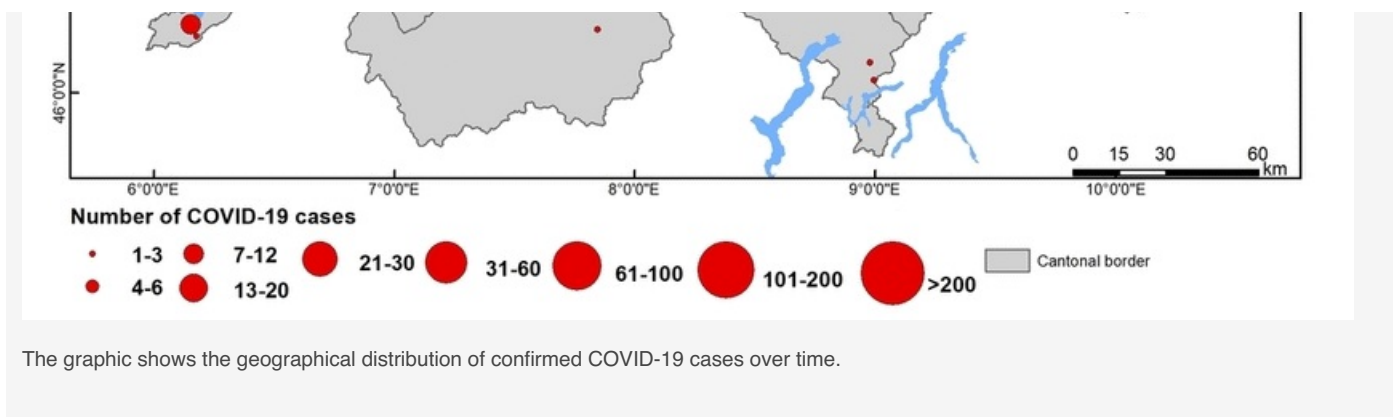 46°0'0"N
0 15 30 60
km
6°0'0"E 7°0'0"E 8°0'0"E 9°0'0"E 10°0'0"E
Number of COVID-19 cases
1-3 7-12 21-30 31-60 61-100 101-200 >200 Cantonal border
4-6 13-20
The graphic shows the geographical distribution of confirmed COVID-19 cases over time.